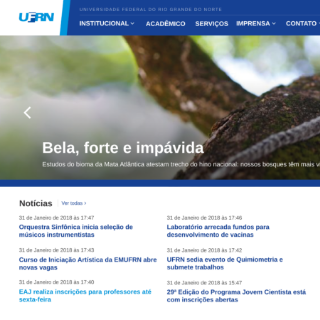 UFRN
UNIVERSIDADE FEDERAL DO RIO GRANDE DO NORTE
INSTITUCIONAL ACADÊMICO SERVIÇOS IMPRENSA CONTATO
Bela, forte e impávida
Estudos do bioma da Mata Atlântica atestam trecho do hino nacional: nossos bosques têm mais v
Notícias Ver todas
31 de Janeiro de 2018 às 17:47
Orquestra Sinfônica inicia seleção de
músicos instrumentistas
31 de Janeiro de 2018 às 17:46
Laboratório arrecada fundos para
desenvolvimento de vacinas
31 de Janeiro de 2018 às 17:43
Curso de Iniciação Artística da EMUFRN abre
novas vagas
31 de Janeiro de 2018 às 17:42
UFRN sedia evento de Quimiometria e
submete trabalhos
31 de Janeiro de 2018 às 17:40
EAJ realiza inscrições para professores até
sexta-feira
31 de Janeiro de 2018 às 15:47
29ª Edição do Programa Jovem Cientista está
com inscrições abertas